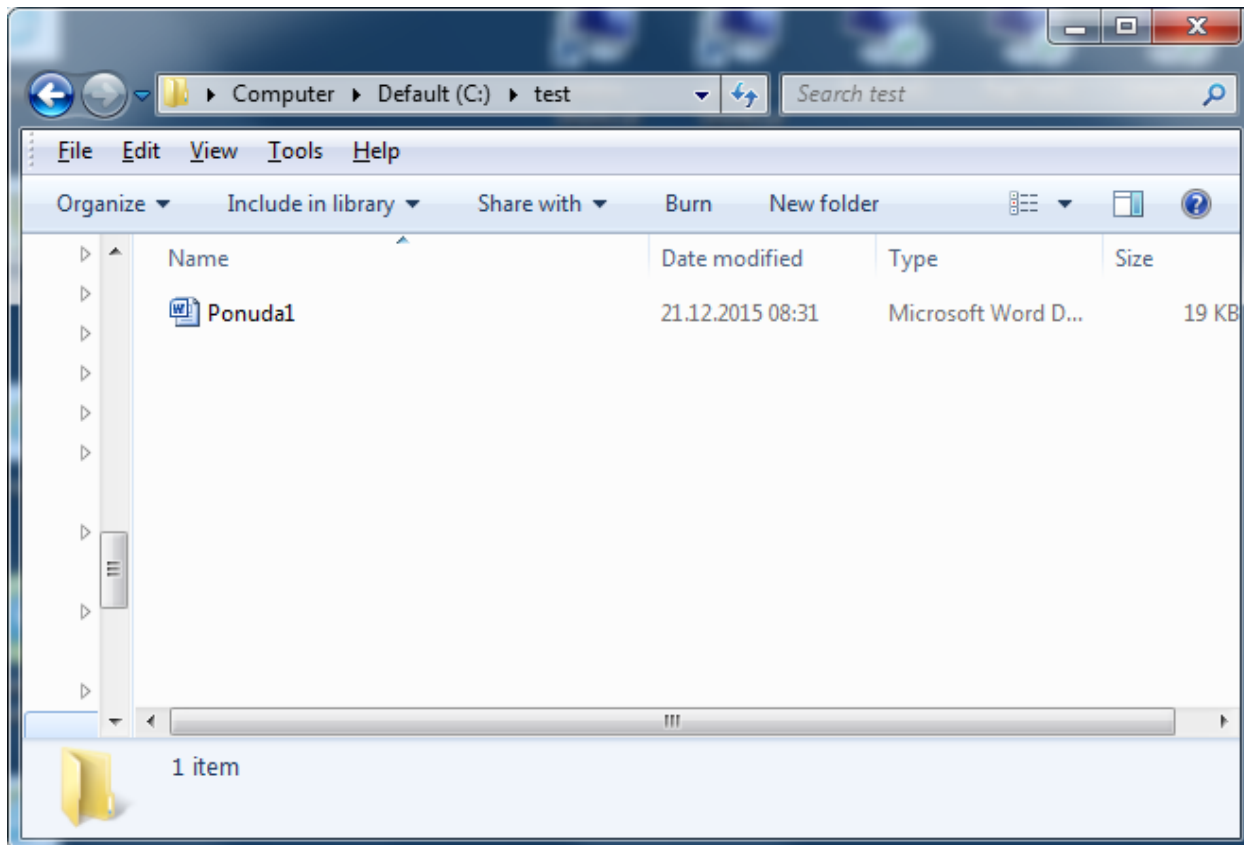 Computer Default (C:) test Search test
File Edit View Tools Help
Organize Include in library Share with Burn New folder
Name Date modified Type Size
Ponuda1 21.12.2015 08:31 Microsoft Word D... 19 KB
1 item